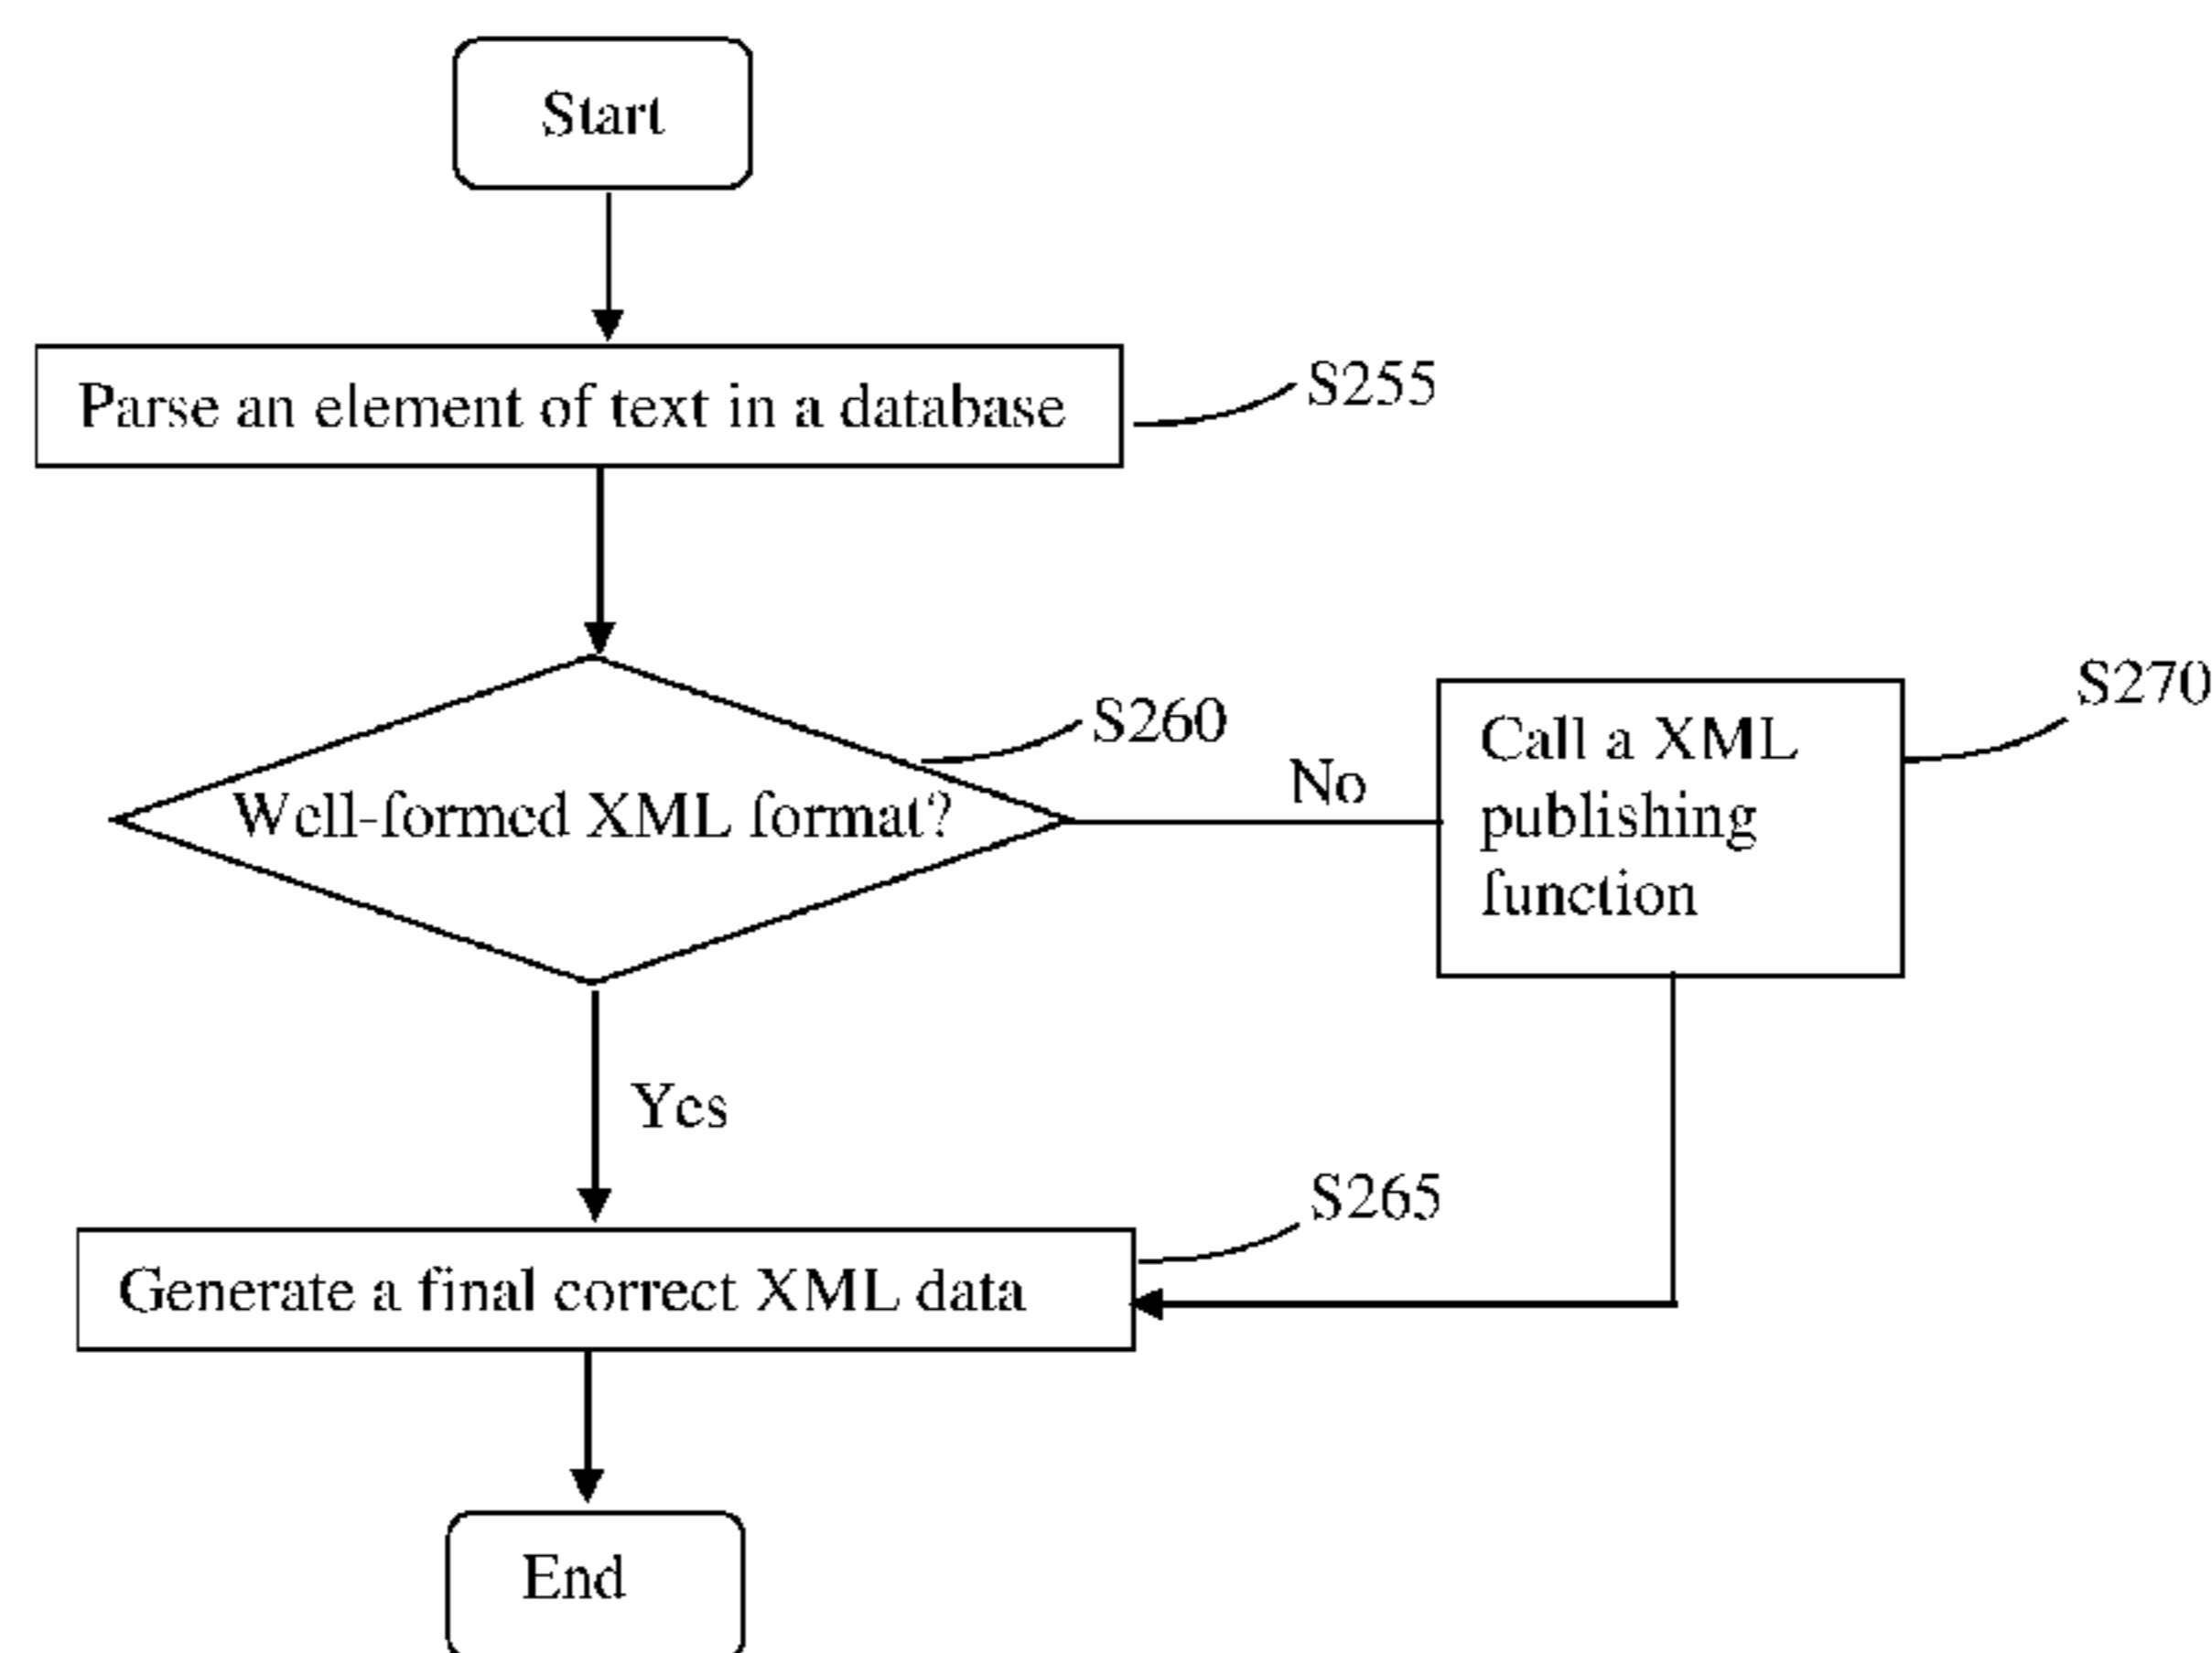 Start
Parse an element of text in a database
S255
S260
Well-formed XML format?
No
S270
Call a XML
publishing
function
Yes
S265
Generate a final correct XML data
End